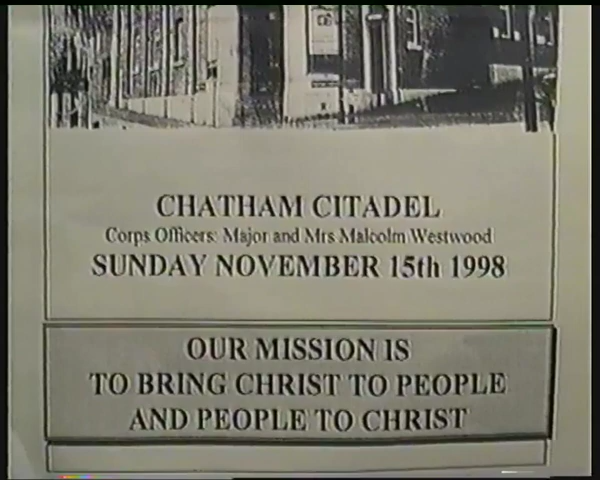 CHATHAM CITADEL
Corps Officers: Major and Mrs Malcolm Westwood
SUNDAY NOVEMBER 15th 1998
OUR MISSION IS
TO BRING CHRIST TO PEOPLE
AND PEOPLE TO CHRIST